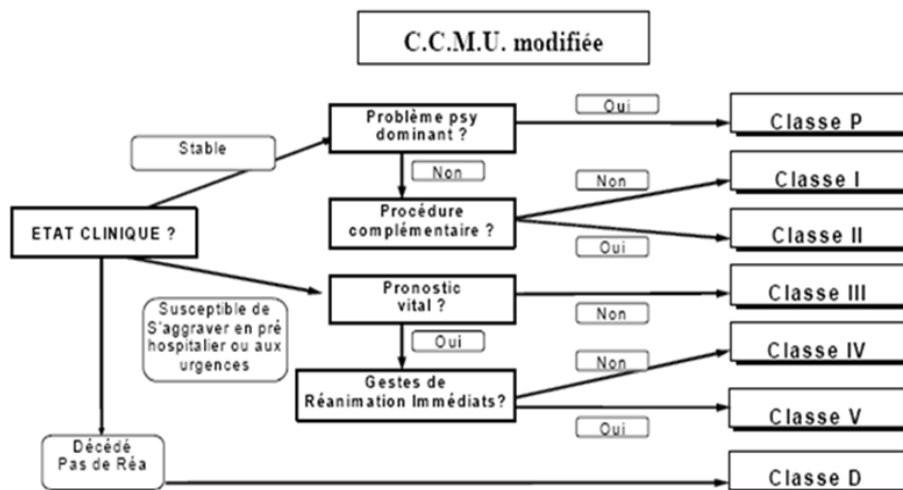 C.C.M.U. modifiée
Problème psy
dominant ?
Oui
Classe P
Stable
Non
Non
Classe I
ETAT CLINIQUE ?
Procédure
complémentaire ?
Oui
Classe II
Susceptible de
S'aggraver en pré
hospitalier ou aux
urgences
Pronostic
vital ?
Non
Classe III
Oui
Non
Classe IV
Gestes de
Réanimation Immédiats?
Oui
Classe V
Décédé
Pas de Réa
Classe D